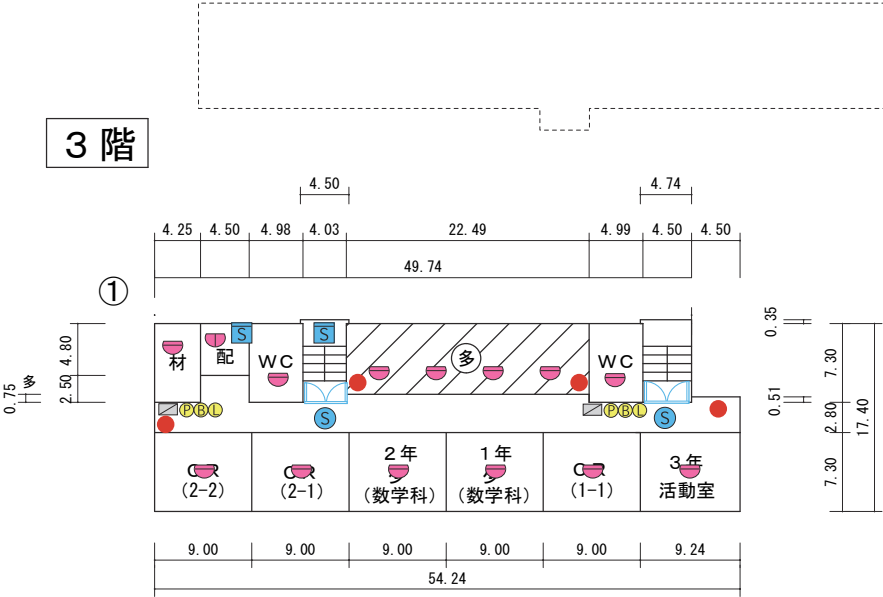 ３階
4.50
4.74
4.25
4.50
4.98
4.03
22.49
4.99
4.50
4.50
49.74
①
0.75
多
2.50
4.80
材
配
S
WC
S
多
WC
0.35
7.30
0.51
2.80
17.40
7.30
P B L
S
P B L
S
(2-2)
(2-1)
２年
(数学科)
１年
(数学科)
(1-1)
３年
活動室
9.00
9.00
9.00
9.00
9.00
9.24
54.24